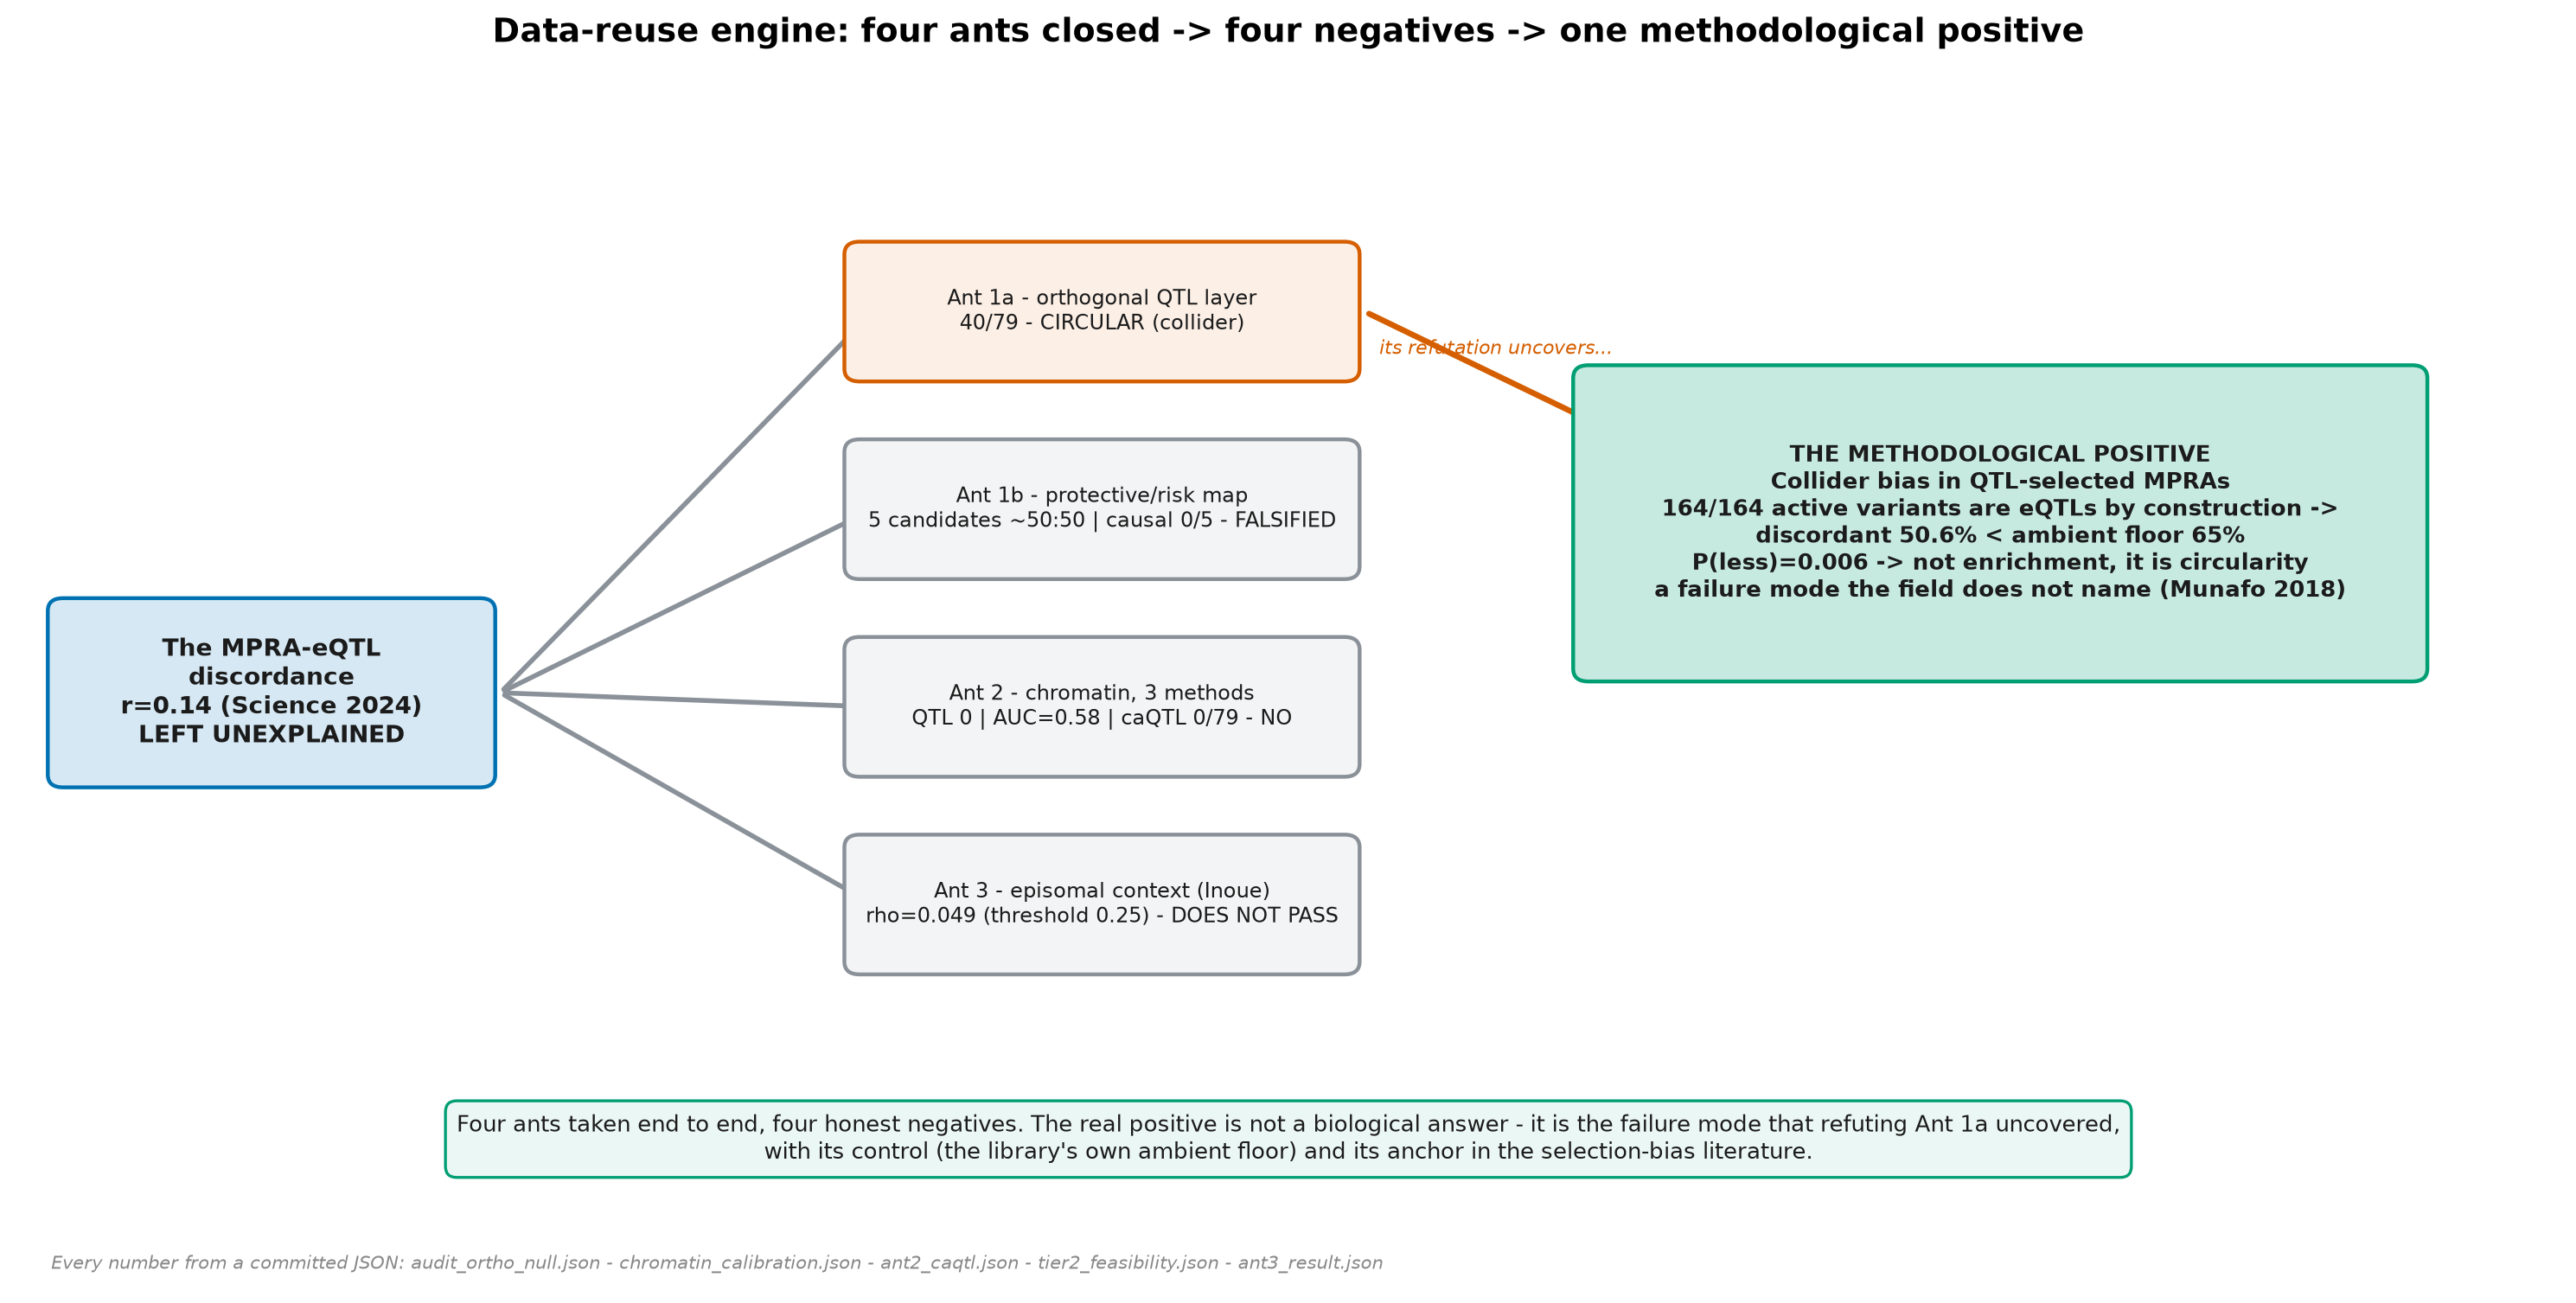 Data-reuse engine: four ants closed -> four negatives -> one methodological positive
The MPRA-eQTL
discordance
r=0.14 (Science 2024)
LEFT UNEXPLAINED
Ant 1a - orthogonal QTL layer
40/79 - CIRCULAR (collider)
its refutation uncovers...
Ant 1b - protective/risk map
5 candidates ~50:50 | causal 0/5 - FALSIFIED
Ant 2 - chromatin, 3 methods
QTL 0 | AUC=0.58 | caQTL 0/79 - NO
Ant 3 - episomal context (Inoue)
rho=0.049 (threshold 0.25) - DOES NOT PASS
THE METHODOLOGICAL POSITIVE
Collider bias in QTL-selected MPRAs
164/164 active variants are eQTLs by construction ->
discordant 50.6% < ambient floor 65%
P(less)=0.006 -> not enrichment, it is circularity
a failure mode the field does not name (Munafo 2018)
Four ants taken end to end, four honest negatives. The real positive is not a biological answer - it is the failure mode that refuting Ant 1a uncovered,
with its control (the library's own ambient floor) and its anchor in the selection-bias literature.
Every number from a committed JSON: audit_ortho_null.json - chromatin_calibration.json - ant2_caqtl.json - tier2_feasibility.json - ant3_result.json